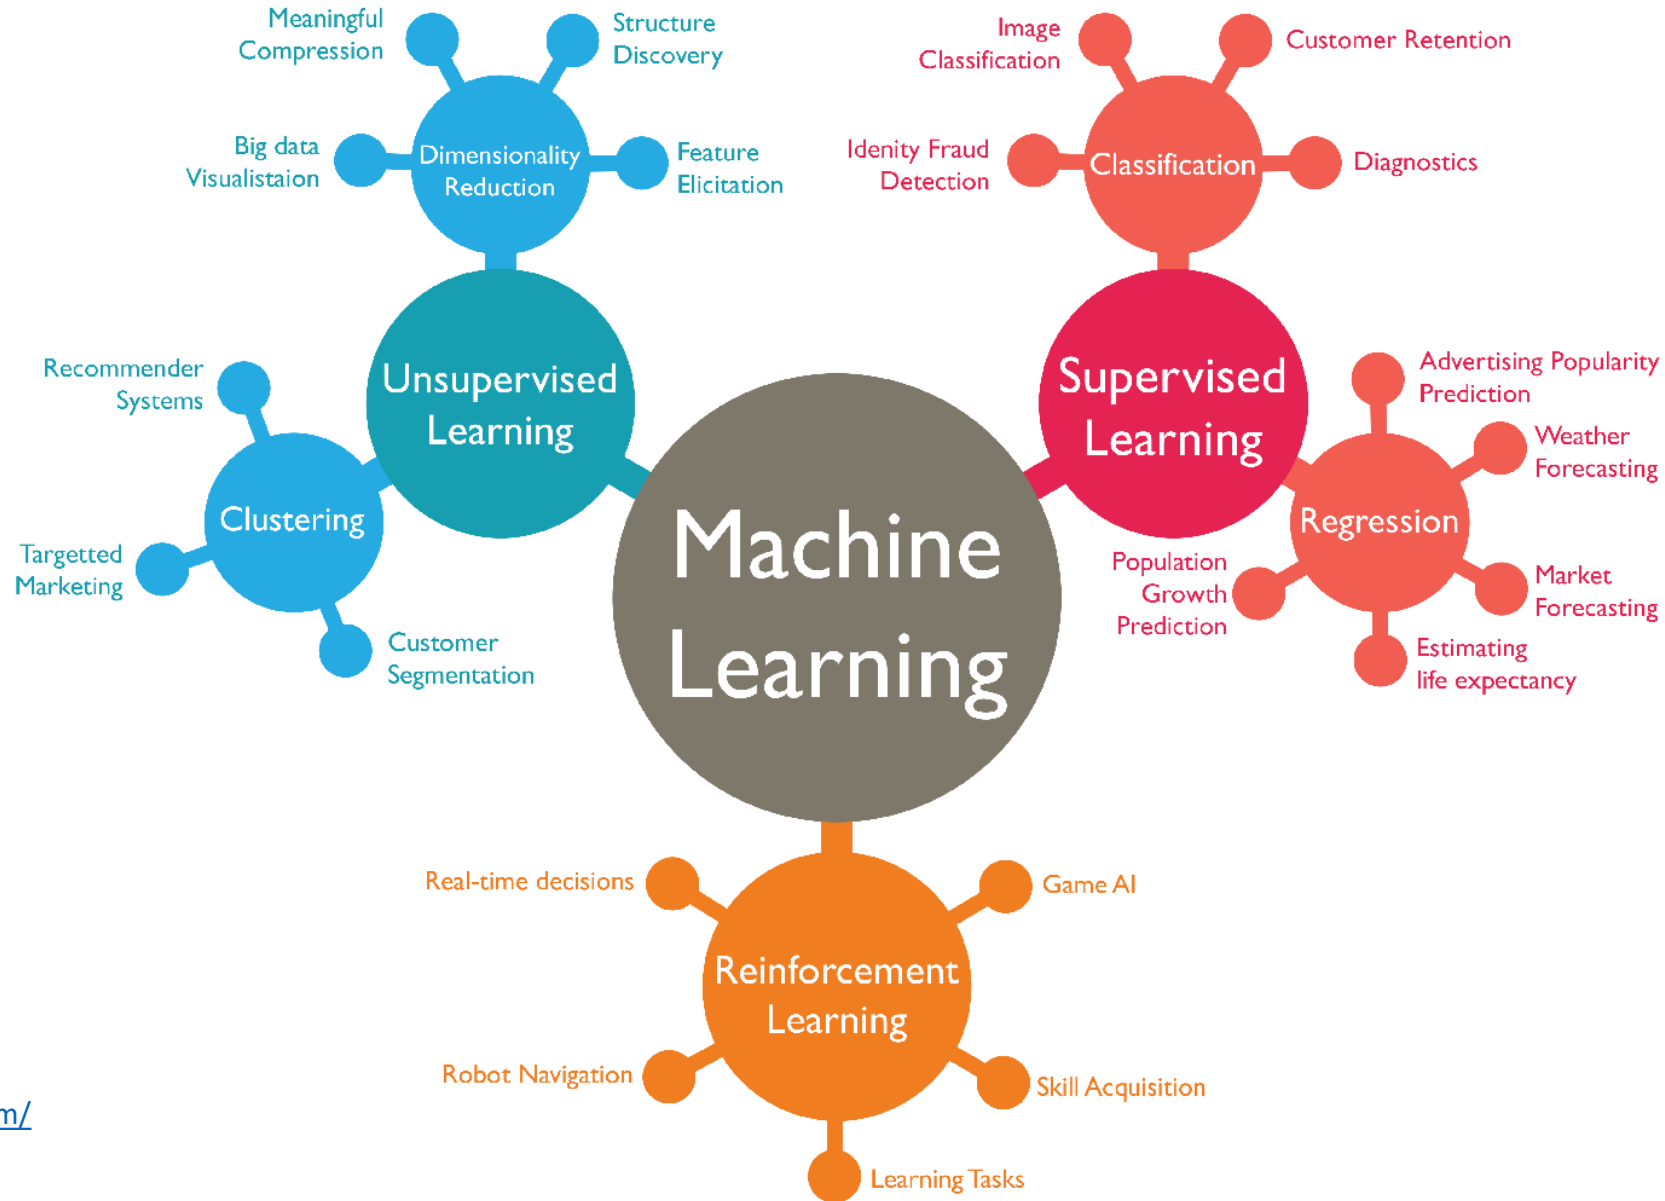 Meaningful
Compression
Structure
Discovery
Big data
Visualistaion
Dimensionality
Reduction
Feature
Elicitation
Image
Classification
Customer Retention
Idenity Fraud
Detection
Classification
Diagnostics
Unsupervised
Learning
Supervised
Learning
Recommender
Systems
Clustering
Targetted
Marketing
Customer
Segmentation
Machine
Learning
Advertising Popularity
Prediction
Weather
Forecasting
Regression
Population
Growth
Prediction
Market
Forecasting
Estimating
life expectancy
Real-time decisions
Game AI
Reinforcement
Learning
Robot Navigation
Skill Acquisition
Learning Tasks
m/